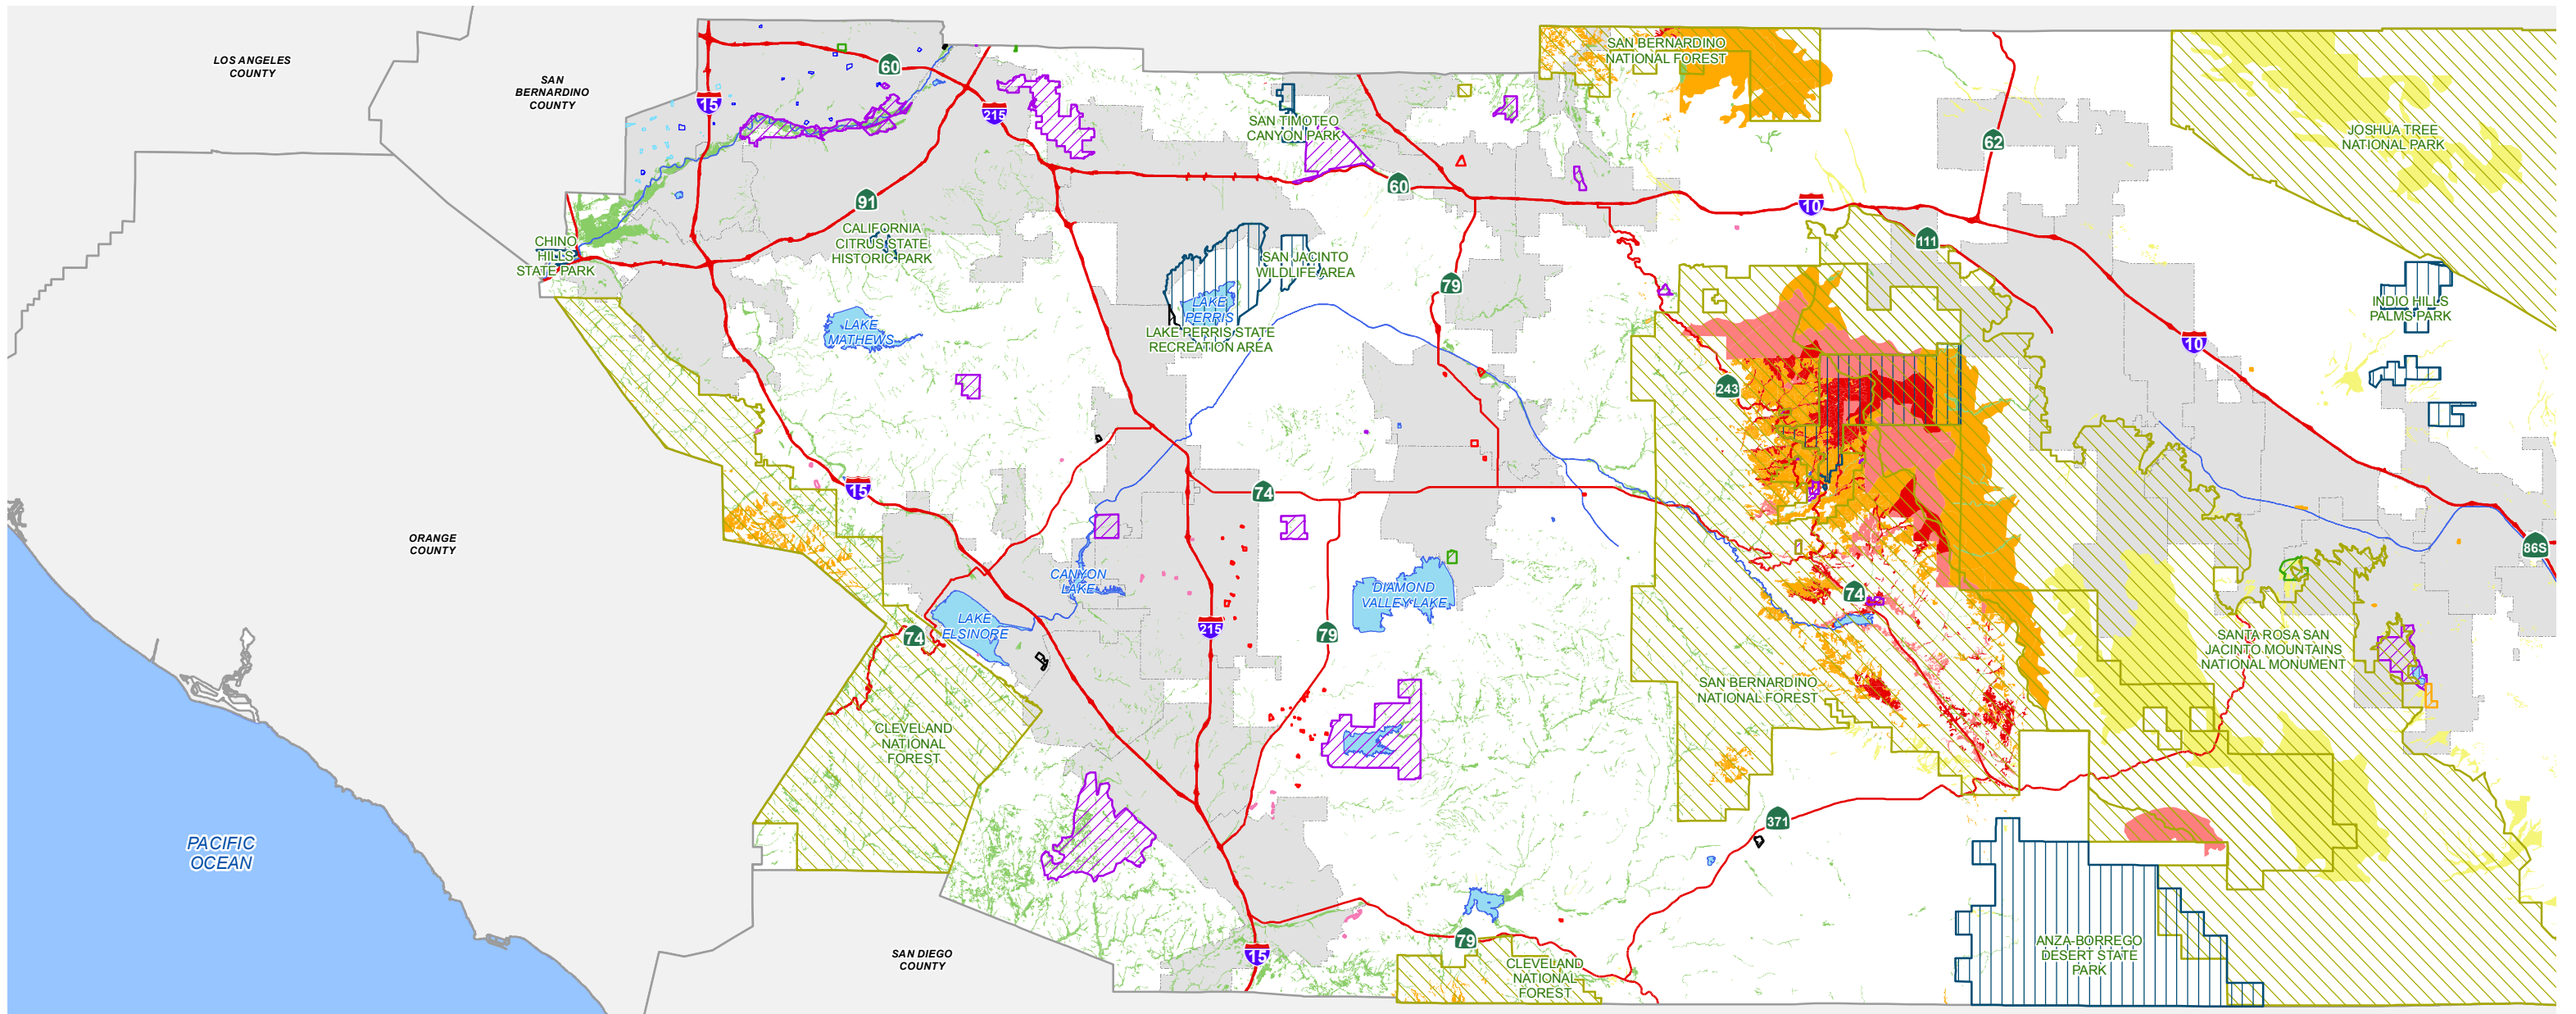 LOS ANGELES
COUNTY
SAN
BERNARDINO
COUNTY
60
15
215
SAN BERNARDINO
NATIONAL FOREST
SAN TIMOTEO
CANYON PARK
62
JOSHUA TREE
NATIONAL PARK
91
60
10
CALIFORNIA
CITRUS STATE
HISTORIC PARK
CHINO
HILLS
STATE PARK
111
SAN JACINTO
WILDLIFE AREA
79
LAKE
PERRIS
LAKE PERRIS STATE
RECREATION AREA
LAKE
MATHEWS
INDIO HILLS
PALMS PARK
10
243
15
74
ORANGE
COUNTY
86S
CANYON
LAKE
DIAMOND
VALLEY LAKE
74
LAKE
ELSINORE
74
215
79
SANTA ROSA SAN
JACINTO MOUNTAINS
NATIONAL MONUMENT
SAN BERNARDINO
NATIONAL FOREST
CLEVELAND
NATIONAL
FOREST
371
PACIFIC
OCEAN
79
15
SAN DIEGO
COUNTY
CLEVELAND
NATIONAL
FOREST
ANZA-BORREGO
DESERT STATE
PARK